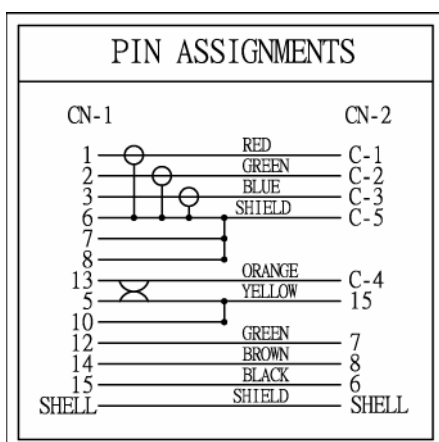 PIN ASSIGNMENTS
CN-1 CN-2
1 RED C-1
2 GREEN C-2
3 BLUE C-3
6 SHIELD C-5
7
8
13 ORANGE C-4
5 YELLOW 15
10
12 GREEN 7
14 BROWN 8
15 BLACK 6
SHELL SHIELD SHELL